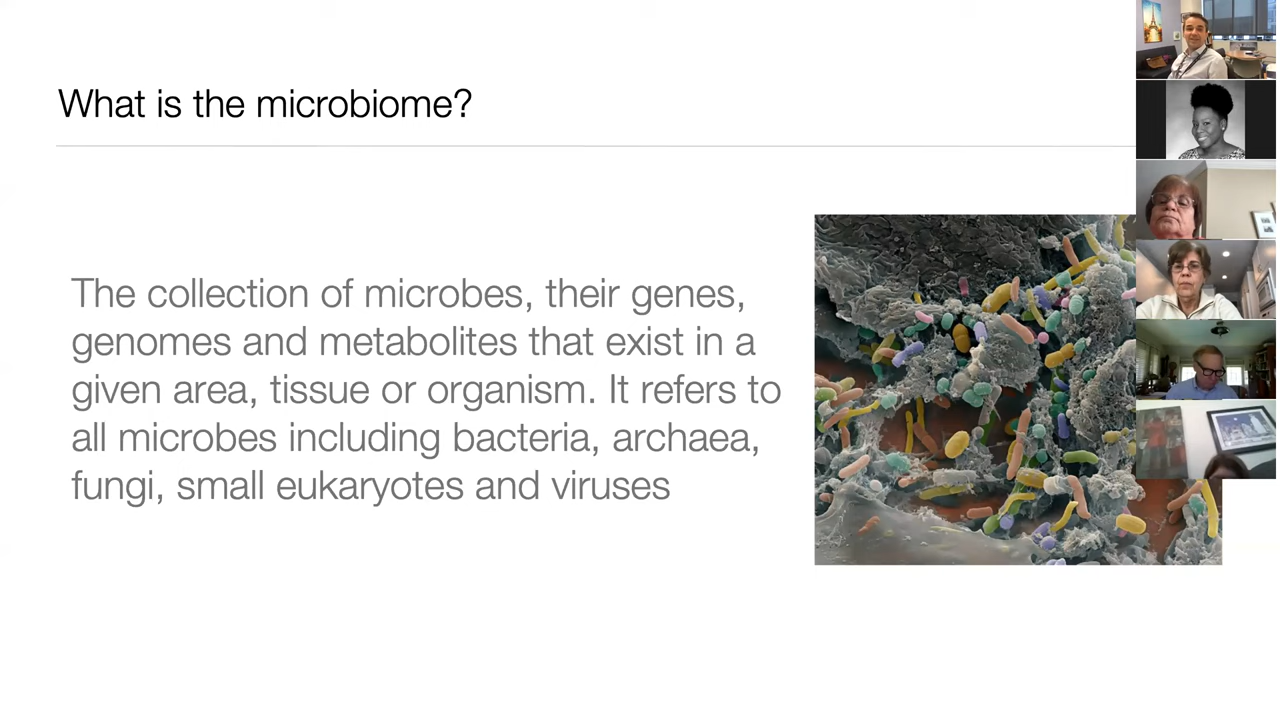 What is the microbiome?
The collection of microbes, their genes,
genomes and metabolites that exist in a
given area, tissue or organism. It refers to
all microbes including bacteria, archaea,
fungi, small eukaryotes and viruses